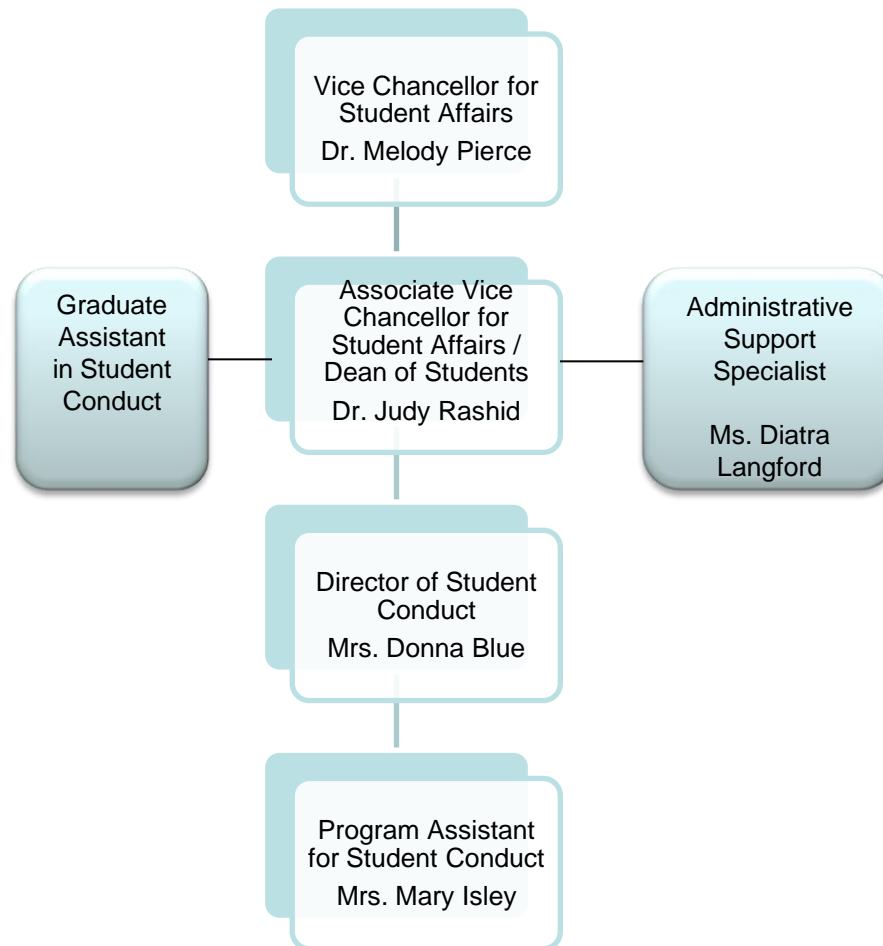 Vice Chancellor for
Student Affairs
Dr. Melody Pierce
Graduate
Assistant
in Student
Conduct
Associate Vice
Chancellor for
Student Affairs /
Dean of Students
Dr. Judy Rashid
Administrative
Support
Specialist
Ms. Diatra
Langford
Director of Student
Conduct
Mrs. Donna Blue
Program Assistant
for Student Conduct
Mrs. Mary Isley